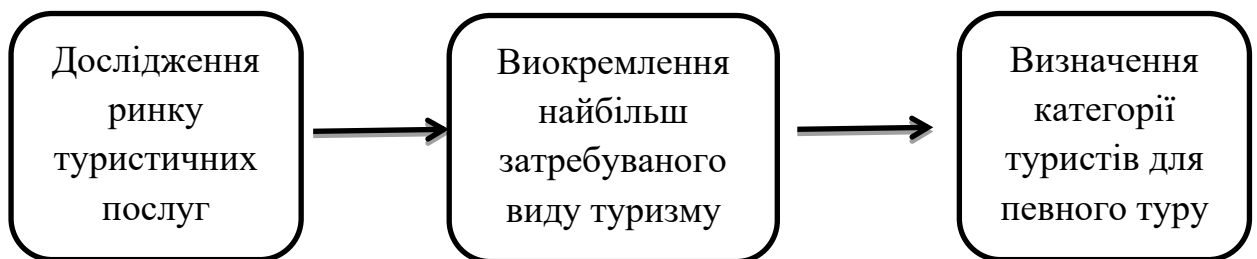 Дослідження
ринку
туристичних
послуг
Виокремлення
найбільш
затребуваного
виду туризму
Визначення
категорії
туристів для
певного туру